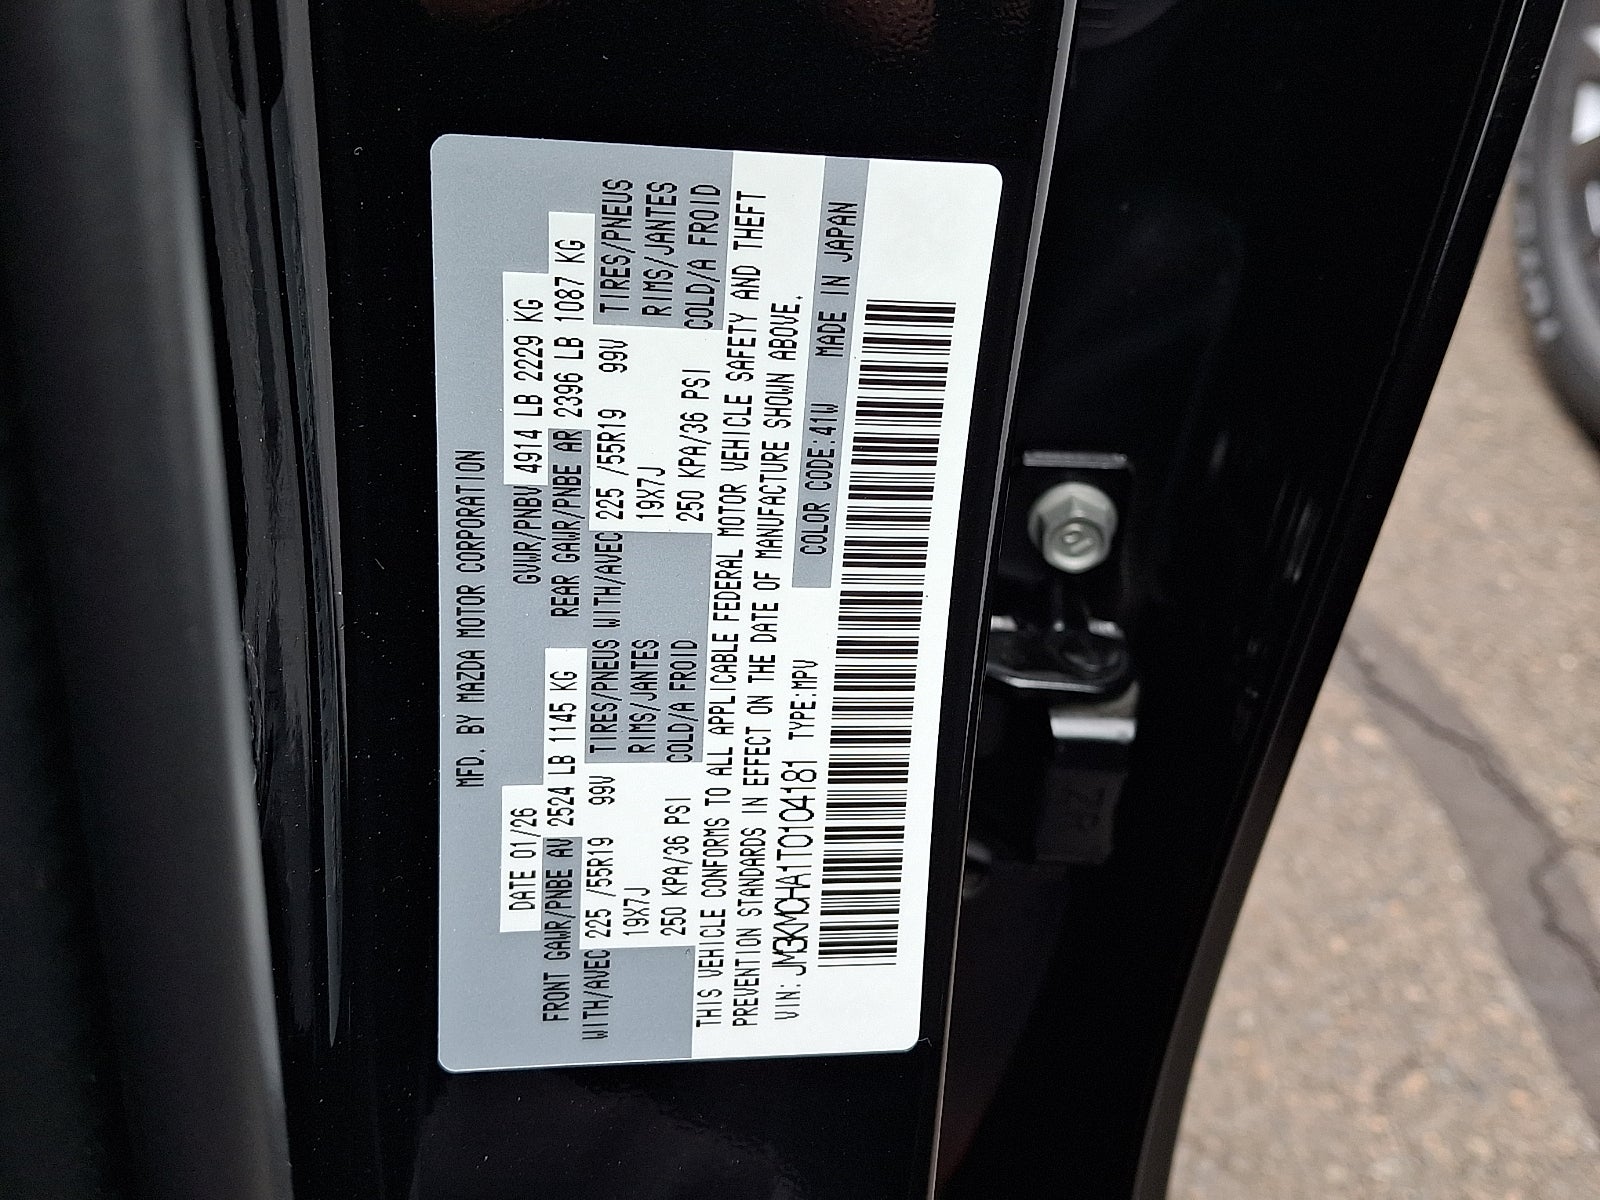 MFD. BY MAZDA MOTOR CORPORATION
DATE 01/26 GVWR/PNBV 4914 LB 2229 KG
FRONT GAWR/PNBE AV 2524 LB 1145 KG REAR GAWR/PNBE AR 2396 LB 1087 KG
WITH/AVEC 225 /55R19 99V TIRES/PNEUS WITH/AVEC 225 /55R19 99V TIRES/PNEUS
19X7J RIMS/JANTES 19X7J RIMS/JANTES
250 KPA/36 PSI COLD/A FROID 250 KPA/36 PSI COLD/A FROID
THIS VEHICLE CONFORMS TO ALL APPLICABLE FEDERAL MOTOR VEHICLE SAFETY AND THEFT
PREVENTION STANDARDS IN EFFECT ON THE DATE OF MANUFACTURE SHOWN ABOVE.
VIN: JM3KMCHA1T0104181 TYPE:MPV COLOR CODE:41W MADE IN JAPAN